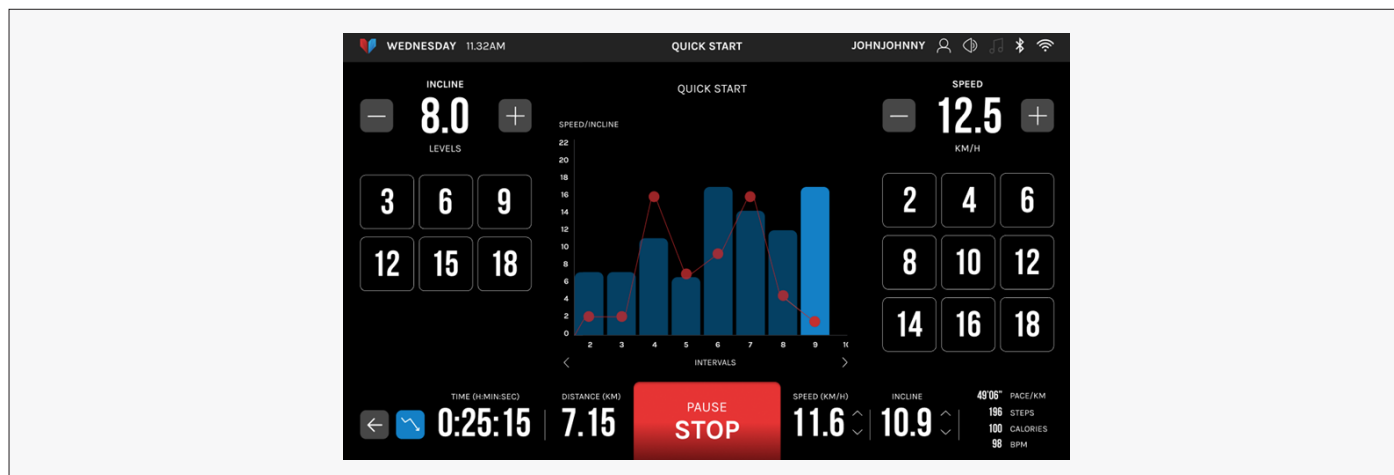 WEDNESDAY 11.32AM
QUICK START
JOHNJOHNNY
INCLINE
8.0
LEVELS
3 6 9
12 15 18
QUICK START
SPEED/INCLINE
22
20
18
16
14
12
10
8
6
4
2
0
2 3 4 5 6 7 8 9
INTERVALS
SPEED
12.5
KM/H
2 4 6
8 10 12
14 16 18
TIME (H:MIN:SEC)
0:25:15
DISTANCE (KM)
7.15
PAUSE
STOP
SPEED (KM/H)
11.6
INCLINE
10.9
49'06" PACE/KM
196 STEPS
100 CALORIES
98 BPM